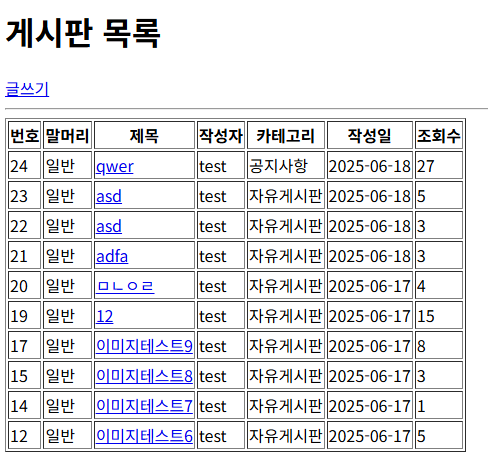 게시판 목록
글쓰기
번호 말머리 제목 작성자 카테고리 작성일 조회수
24 일반 qwer test 공지사항 2025-06-18 27
23 일반 asd test 자유게시판 2025-06-18 5
22 일반 asd test 자유게시판 2025-06-18 3
21 일반 adfa test 자유게시판 2025-06-18 3
20 일반 ㅁㄴㅇㄹ test 자유게시판 2025-06-17 4
19 일반 12 test 자유게시판 2025-06-17 15
17 일반 이미지테스트9 test 자유게시판 2025-06-17 8
15 일반 이미지테스트8 test 자유게시판 2025-06-17 3
14 일반 이미지테스트7 test 자유게시판 2025-06-17 1
12 일반 이미지테스트6 test 자유게시판 2025-06-17 5